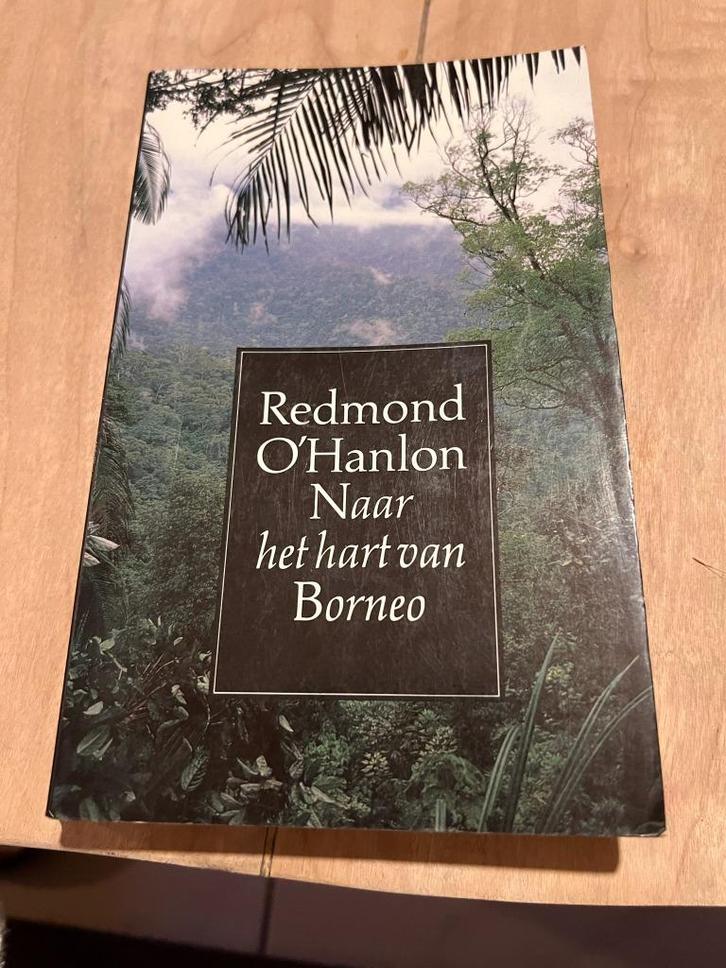 Redmond
O'Hanlon
Naar
het hart van
Borneo